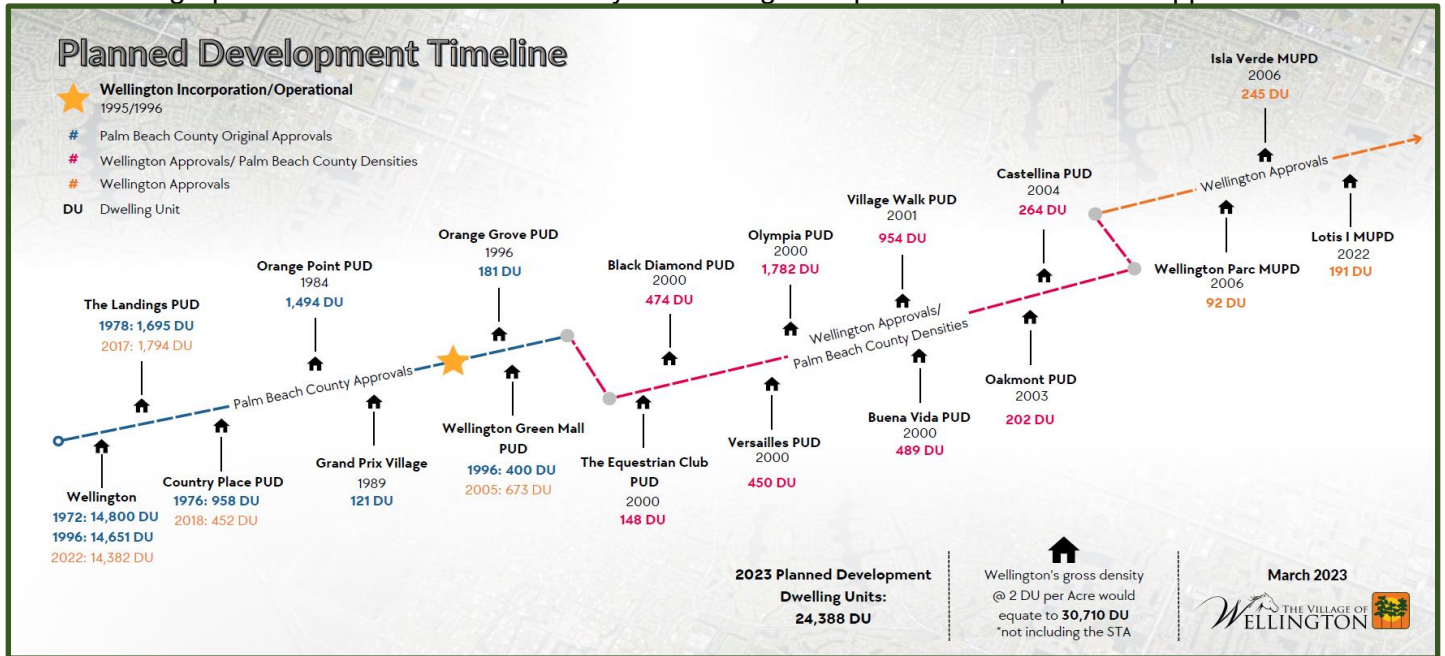 Planned Development Timeline
Wellington Incorporation/Operational
1995/1996
# Palm Beach County Original Approvals
# Wellington Approvals/ Palm Beach County Densities
# Wellington Approvals
DU Dwelling Unit
Palm Beach County Approvals
Wellington
1972: 14,800 DU
1996: 14,651 DU
2022: 14,382 DU
The Landings PUD
1978: 1,695 DU
2017: 1,794 DU
Country Place PUD
1976: 958 DU
2018: 452 DU
Orange Point PUD
1984
1,494 DU
Grand Prix Village
1989
121 DU
Orange Grove PUD
1996
181 DU
Wellington Green Mall
PUD
1996: 400 DU
2005: 673 DU
The Equestrian Club
PUD
2000
148 DU
Black Diamond PUD
2000
474 DU
Versailles PUD
2000
450 DU
Olympia PUD
2000
1,782 DU
Wellington Approvals/
Palm Beach County Densities
Village Walk PUD
2001
954 DU
Buena Vida PUD
2000
489 DU
Oakmont PUD
2003
202 DU
Castellina PUD
2004
264 DU
Wellington Approvals
Wellington Parc MUPD
2006
92 DU
Isla Verde MUPD
2006
245 DU
Lotis I MUPD
2022
191 DU
2023 Planned Development
Dwelling Units:
24,388 DU
Wellington's gross density
@ 2 DU per Acre would
equate to 30,710 DU
*not including the STA
March 2023
THE VILLAGE OF
WELLINGTON